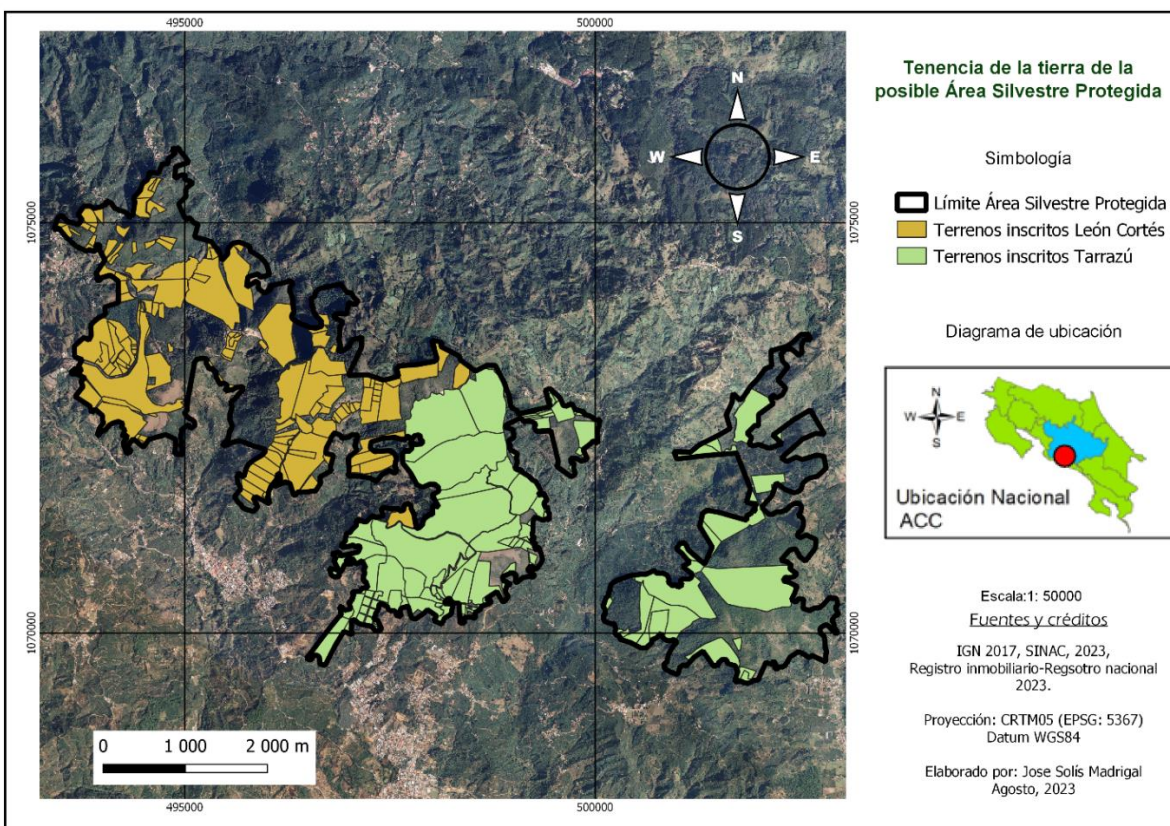 495000
500000
1075000
1075000
1070000
1070000
495000
500000
N
W
E
S
0
1 000
2 000 m
Tenencia de la tierra de la
posible Área Silvestre Protegida
Simbología
Límite Área Silvestre Protegida
Terrenos inscritos León Cortés
Terrenos inscritos Tarrazú
Diagrama de ubicación
N
W
E
S
Ubicación Nacional
ACC
Escala:1: 50000
Fuentes y créditos
IGN 2017, SINAC, 2023,
Registro inmobiliario-Regsotro nacional
2023.
Proyección: CRTM05 (EPSG: 5367)
Datum WGS84
Elaborado por: Jose Solís Madrigal
Agosto, 2023